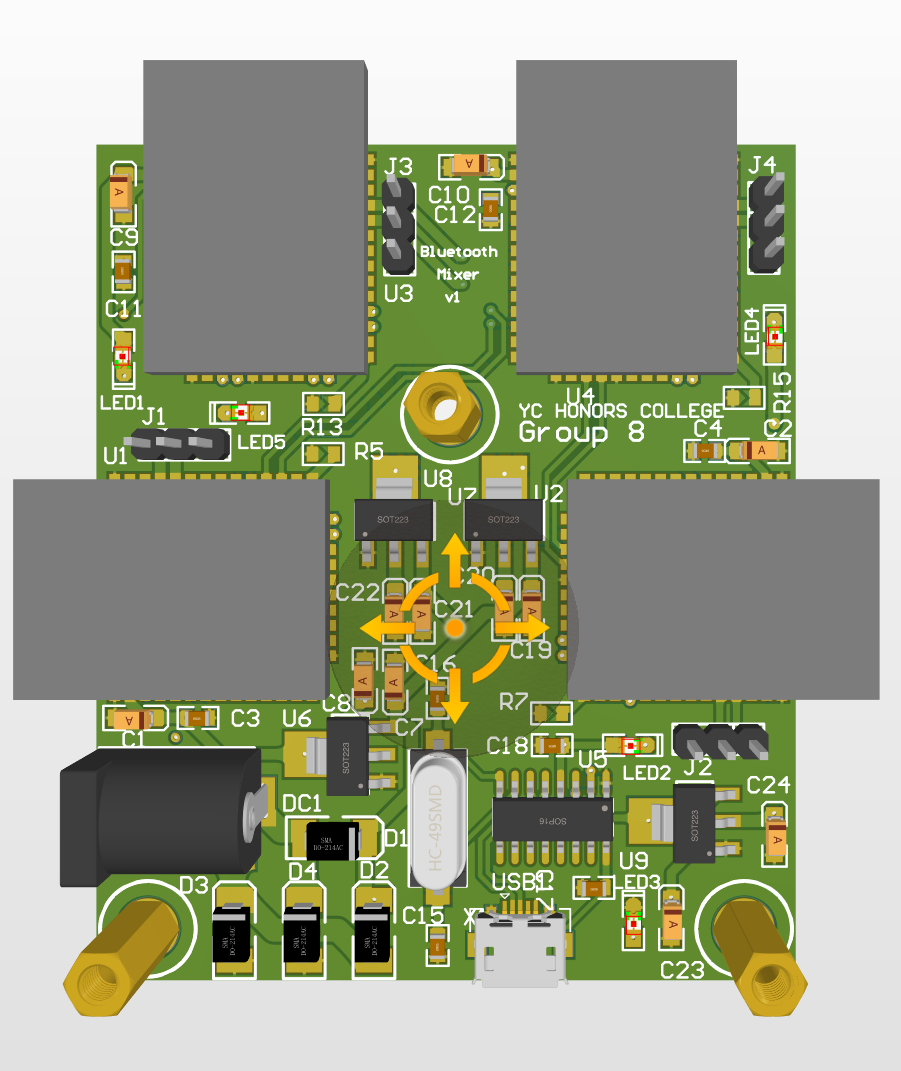 J3
J4
C10
C12
C9
Bluetooth
Mixer
v1
U3
C11
LED4
LED1
J1
R13
LED5
U1
R5
U4
YC HONORS COLLEGE
Group 8
R15
C4
C2
U8
U7
U2
SOT223
SOT223
C20
C22
C21
C19
C16
R7
C8
C7
C1
C3
U6
SOT223
C18
U5
LED2
J2
C24
DC1
D1
SMA
DO-214AC
HC-49SMD
SOP16
SOT223
U9
D3
D4
D2
USB1
LED3
C15
SMA
DO-214AC
SMA
DO-214AC
SMA
DO-214AC
C23